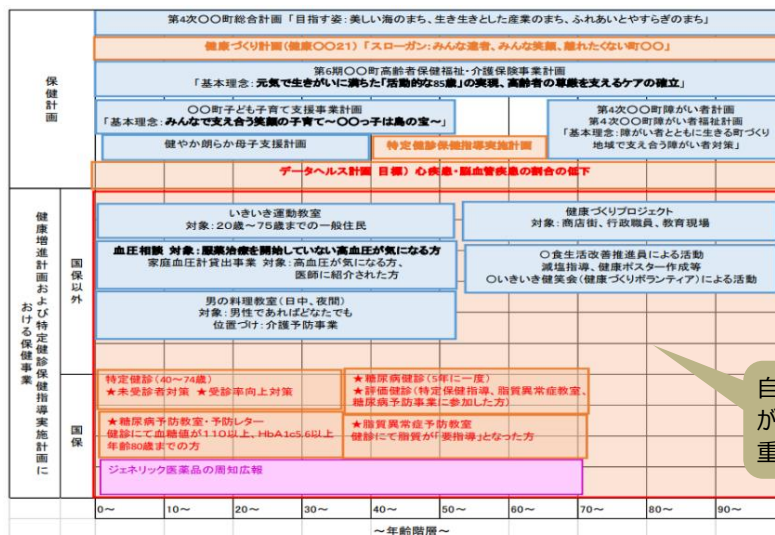 保健計画
第4次〇〇町総合計画「目指す姿:美しい海のまち、生き生きとした産業のまち、ふれあいとやすらぎのまち」
健康づくり計画(健康〇〇21)「スローガン:みんな達者、みんな笑顔、離れたくない町〇〇」
第6期〇〇町高齢者保健福祉・介護保険事業計画
「基本理念:元気で生きがいに満ちた「活動的な85歳」の実現、高齢者の尊厳を支えるケアの確立」
〇〇町子ども子育て支援事業計画
「基本理念:みんなで支え合う笑顔の子育て~〇〇っ子は島の宝~」
第4次〇〇町障がい者計画
第4次〇〇町障がい者福祉計画
「基本理念:障がい者とともに生きる町づくり
地域で支え合う障がい者対策」
健やか朗らか母子支援計画
特定健診保健指導実施計画
データヘルス計画 目標)心疾患・脳血管疾患の割合の低下
健康増進計画および特定健診保健指導実施計画に
おける保健事業
国保以外
いきいき運動教室
対象:20歳~75歳までの一般住民
健康づくりプロジェクト
対象:商店街、行政職員、教育現場
血圧相談 対象:服薬治療を開始していない高血圧が気になる方
家庭血圧計貸出事業 対象:高血圧が気になる方、
医師に紹介された方
〇食生活改善推進員による活動
減塩指導、健康ポスター作成等
〇いきいき健笑会(健康づくりボランティア)による活動
男の料理教室(日中、夜間)
対象:男性であればどなたでも
位置づけ:介護予防事業
国保
特定健診(40~74歳)
★未受診者対策 ★受診率向上対策
★糖尿病健診(5年に一度)
★評価健診(特定保健指導、脂質異常症教室、
糖尿病予防事業に参加した方)
★糖尿病予防教室・予防レター
健診にて血糖値が110以上、HbA1c5.6以上
年齢80歳までの方
★脂質異常症予防教室
健診にて脂質が「要指導」となった方
ジェネリック医薬品の周知広報
自
が
重
0~ 10~ 20~ 30~ 40~ 50~ 60~ 70~ 80~ 90~
~年齢階層~